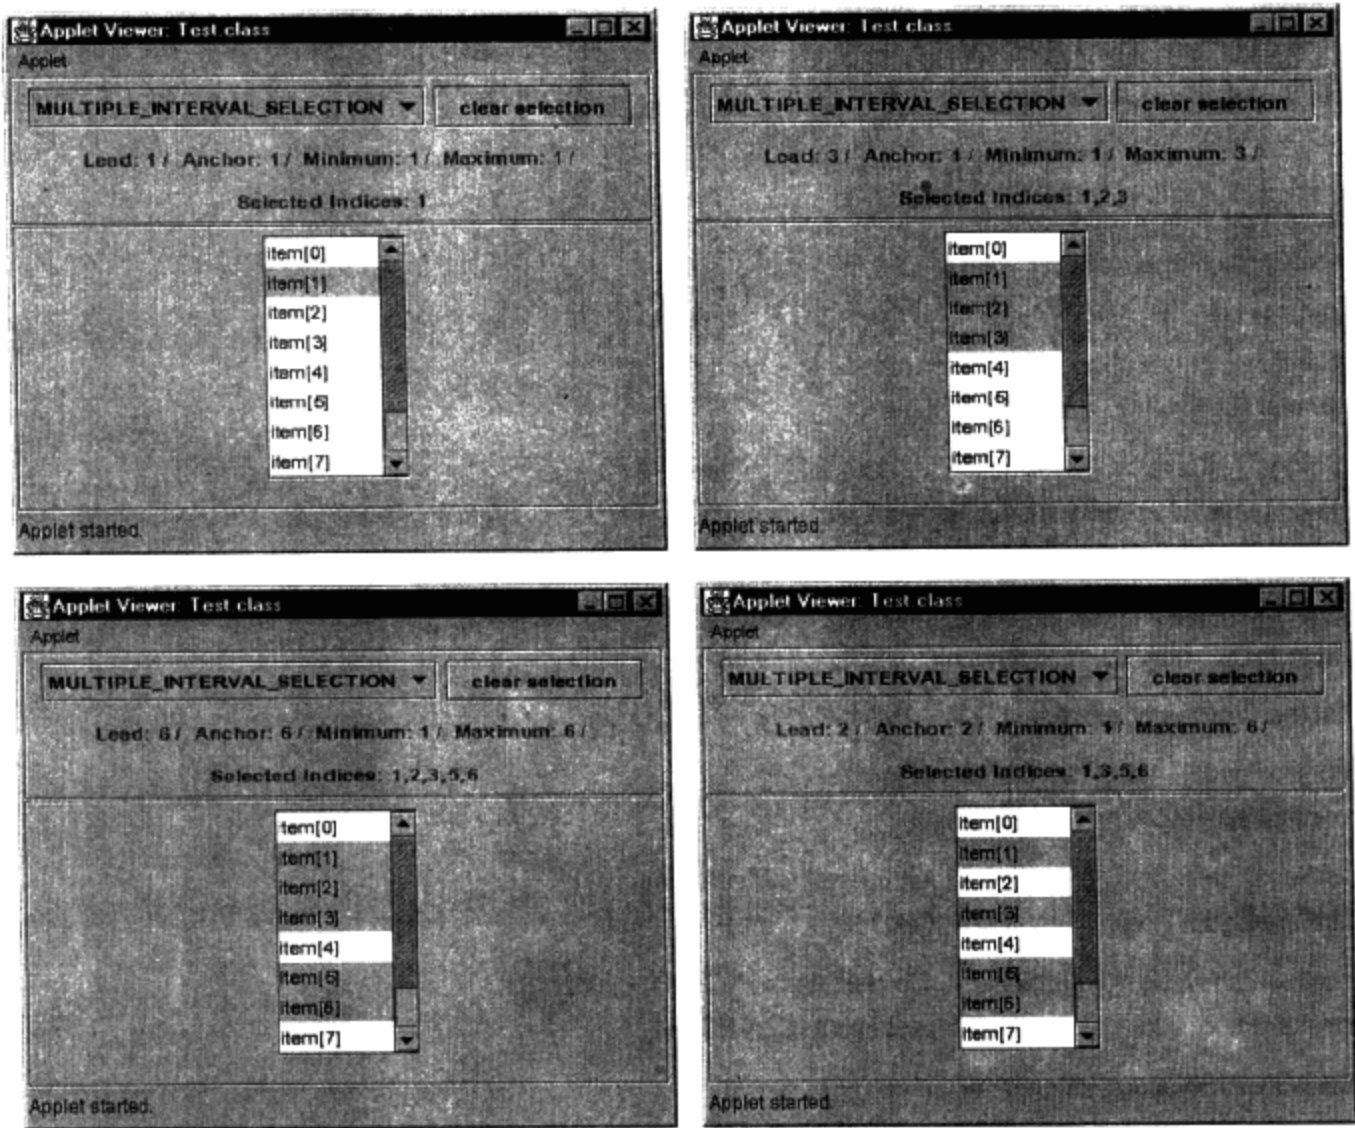 Applet Viewer: Test.class
Applet
MULTIPLE_INTERVAL_SELECTION clear selection
Lead: 1 / Anchor: 1 / Minimum: 1 / Maximum: 1 /
Selected Indices: 1
item[0]
item[1]
item[2]
item[3]
item[4]
item[5]
item[6]
item[7]
Applet started.
Applet Viewer: Test.class
Applet
MULTIPLE_INTERVAL_SELECTION clear selection
Lead: 3 / Anchor: 1 / Minimum: 1 / Maximum: 3 /
Selected Indices: 1,2,3
item[0]
item[1]
item[2]
item[3]
item[4]
item[5]
item[6]
item[7]
Applet started.
Applet Viewer: Test.class
Applet
MULTIPLE_INTERVAL_SELECTION clear selection
Lead: 6 / Anchor: 6 / Minimum: 1 / Maximum: 6 /
Selected Indices: 1,2,3,5,6
item[0]
item[1]
item[2]
item[3]
item[4]
item[5]
item[6]
item[7]
Applet started.
Applet Viewer: Test.class
Applet
MULTIPLE_INTERVAL_SELECTION clear selection
Lead: 2 / Anchor: 2 / Minimum: 1 / Maximum: 6 /
Selected Indices: 1,3,5,6
item[0]
item[1]
item[2]
item[3]
item[4]
item[5]
item[6]
item[7]
Applet started.